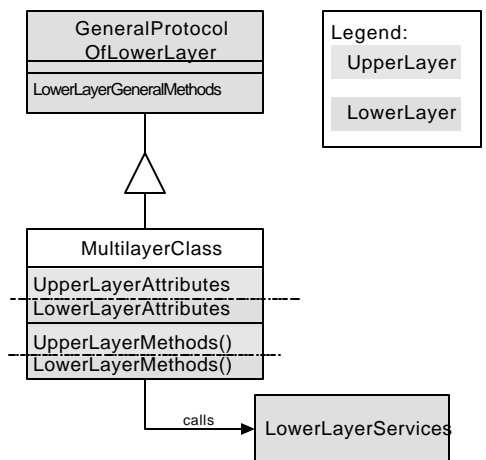 GeneralProtocol
OfLowerLayer
LowerLayerGeneralMethods
Legend:
UpperLayer
LowerLayer
MultilayerClass
UpperLayerAttributes
LowerLayerAttributes
UpperLayerMethods()
LowerLayerMethods()
calls
LowerLayerServices